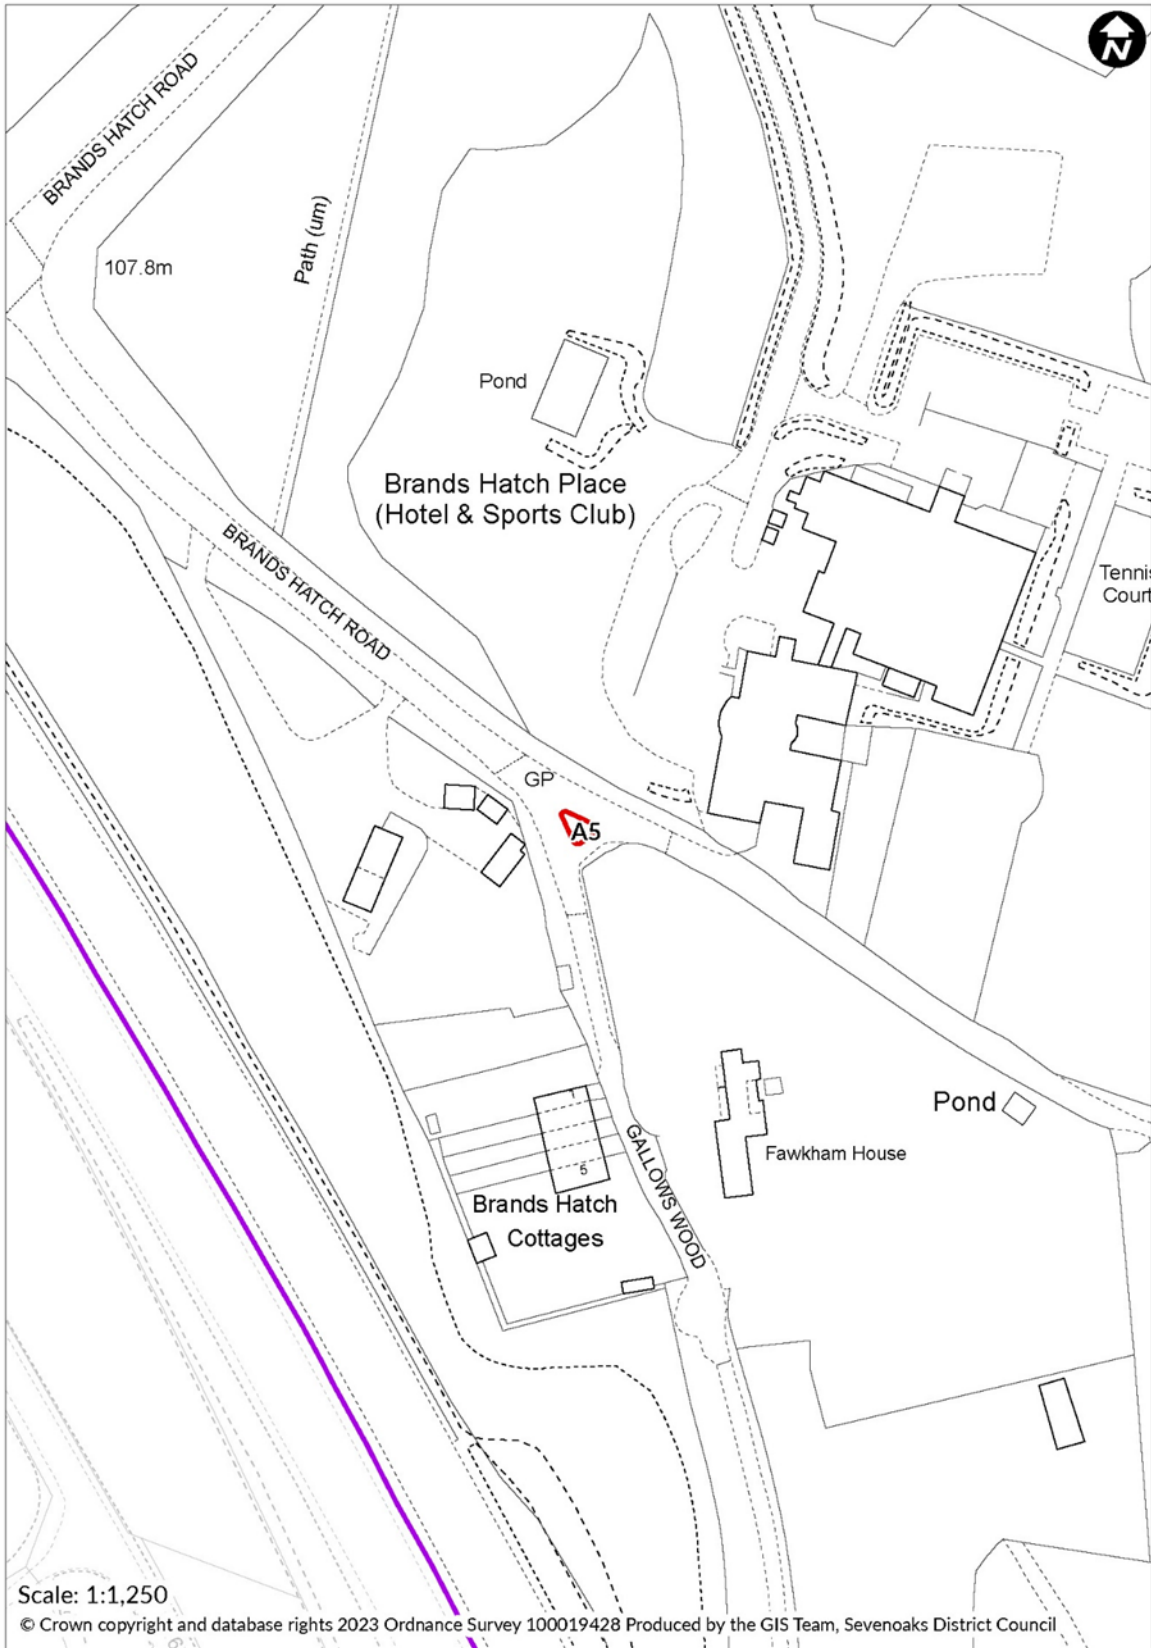 N
BRANDS HATCH ROAD
Path (um)
107.8m
Pond
Brands Hatch Place
(Hotel & Sports Club)
BRANDS HATCH ROAD
Tennis
Court
GP
A5
Pond
Fawkham House
GALLOWS WOOD
1
5
Brands Hatch
Cottages
Scale: 1:1,250
© Crown copyright and database rights 2023 Ordnance Survey 100019428 Produced by the GIS Team, Sevenoaks District Council